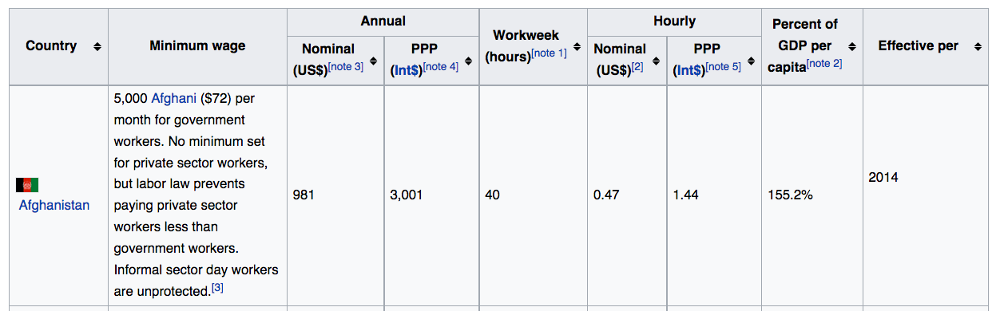 Country
Minimum wage
Annual
Nominal
(US$)[note 3]
PPP
(Int$)[note 4]
Workweek
(hours)[note 1]
Hourly
Nominal
(US$)[2]
PPP
(Int$)[note 5]
Percent of
GDP per
capita[note 2]
Effective per
Afghanistan
5,000 Afghani ($72) per
month for government
workers. No minimum set
for private sector workers,
but labor law prevents
paying private sector
workers less than
government workers.
Informal sector day workers
are unprotected.[3]
981
3,001
40
0.47
1.44
155.2%
2014